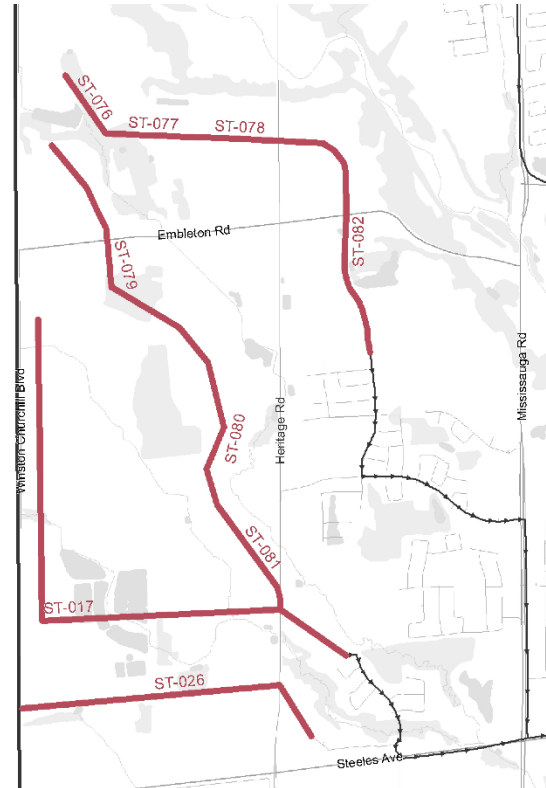 ST-076
ST-077
ST-078
Embleton Rd
ST-082
ST-079
Mississauga Rd
Winston Churchill Blvd
Heritage Rd
ST-080
ST-081
ST-017
ST-026
Steeles Ave